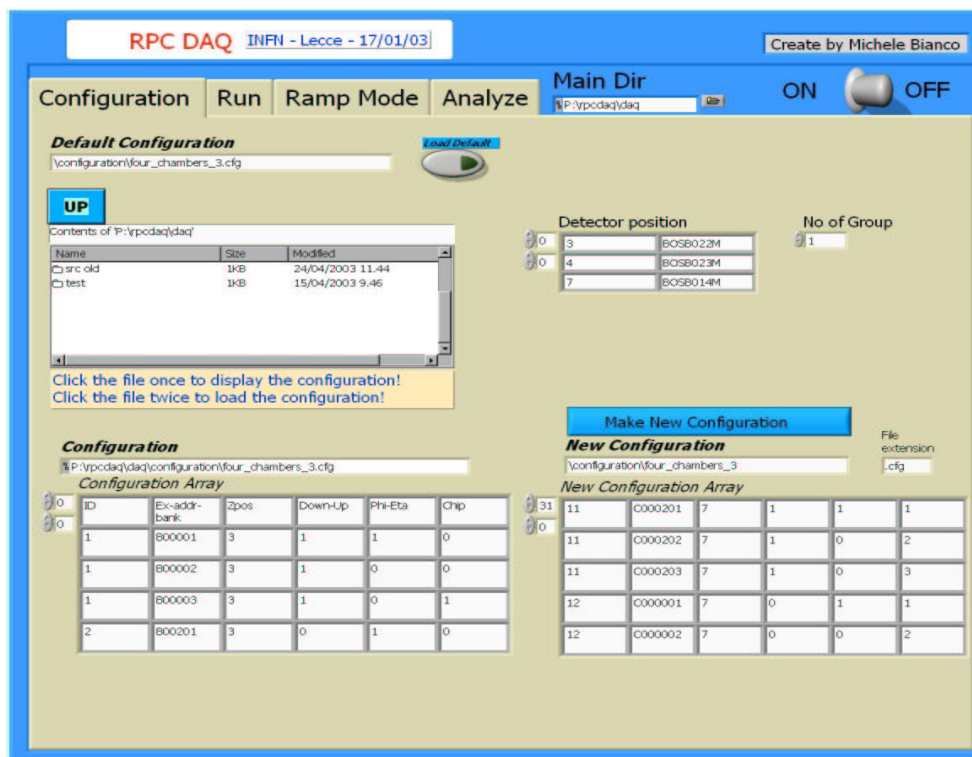 RPC DAQ INFN - Lecce - 17/01/03
Create by Michele Bianco
Configuration Run Ramp Mode Analyze
Main Dir
P:\rpcdaq\daq
ON OFF
Default Configuration
\configuration\four_chambers_3.cfg
Load Default
UP
Contents of 'P:\rpcdaq\daq'
Name Size Modified
src old 1KB 24/04/2003 11.44
test 1KB 15/04/2003 9.46
Click the file once to display the configuration!
Click the file twice to load the configuration!
Detector position No of Group
0 3 BOSB022M 1
0 4 BOSB023M
7 BOSB014M
Make New Configuration
Configuration
P:\rpcdaq\daq\configuration\four_chambers_3.cfg
Configuration Array
0 ID Ex-addr-bank Zpos Down-Up Phi-Eta Chip
0
1 800001 3 1 1 0
1 800002 3 1 0 0
1 800003 3 1 0 1
2 800201 3 0 1 0
New Configuration
File extension
\configuration\four_chambers_3 .cfg
New Configuration Array
31 11 C000201 7 1 1 1
0
11 C000202 7 1 0 2
11 C000203 7 1 0 3
12 C000001 7 0 1 1
12 C000002 7 0 0 2